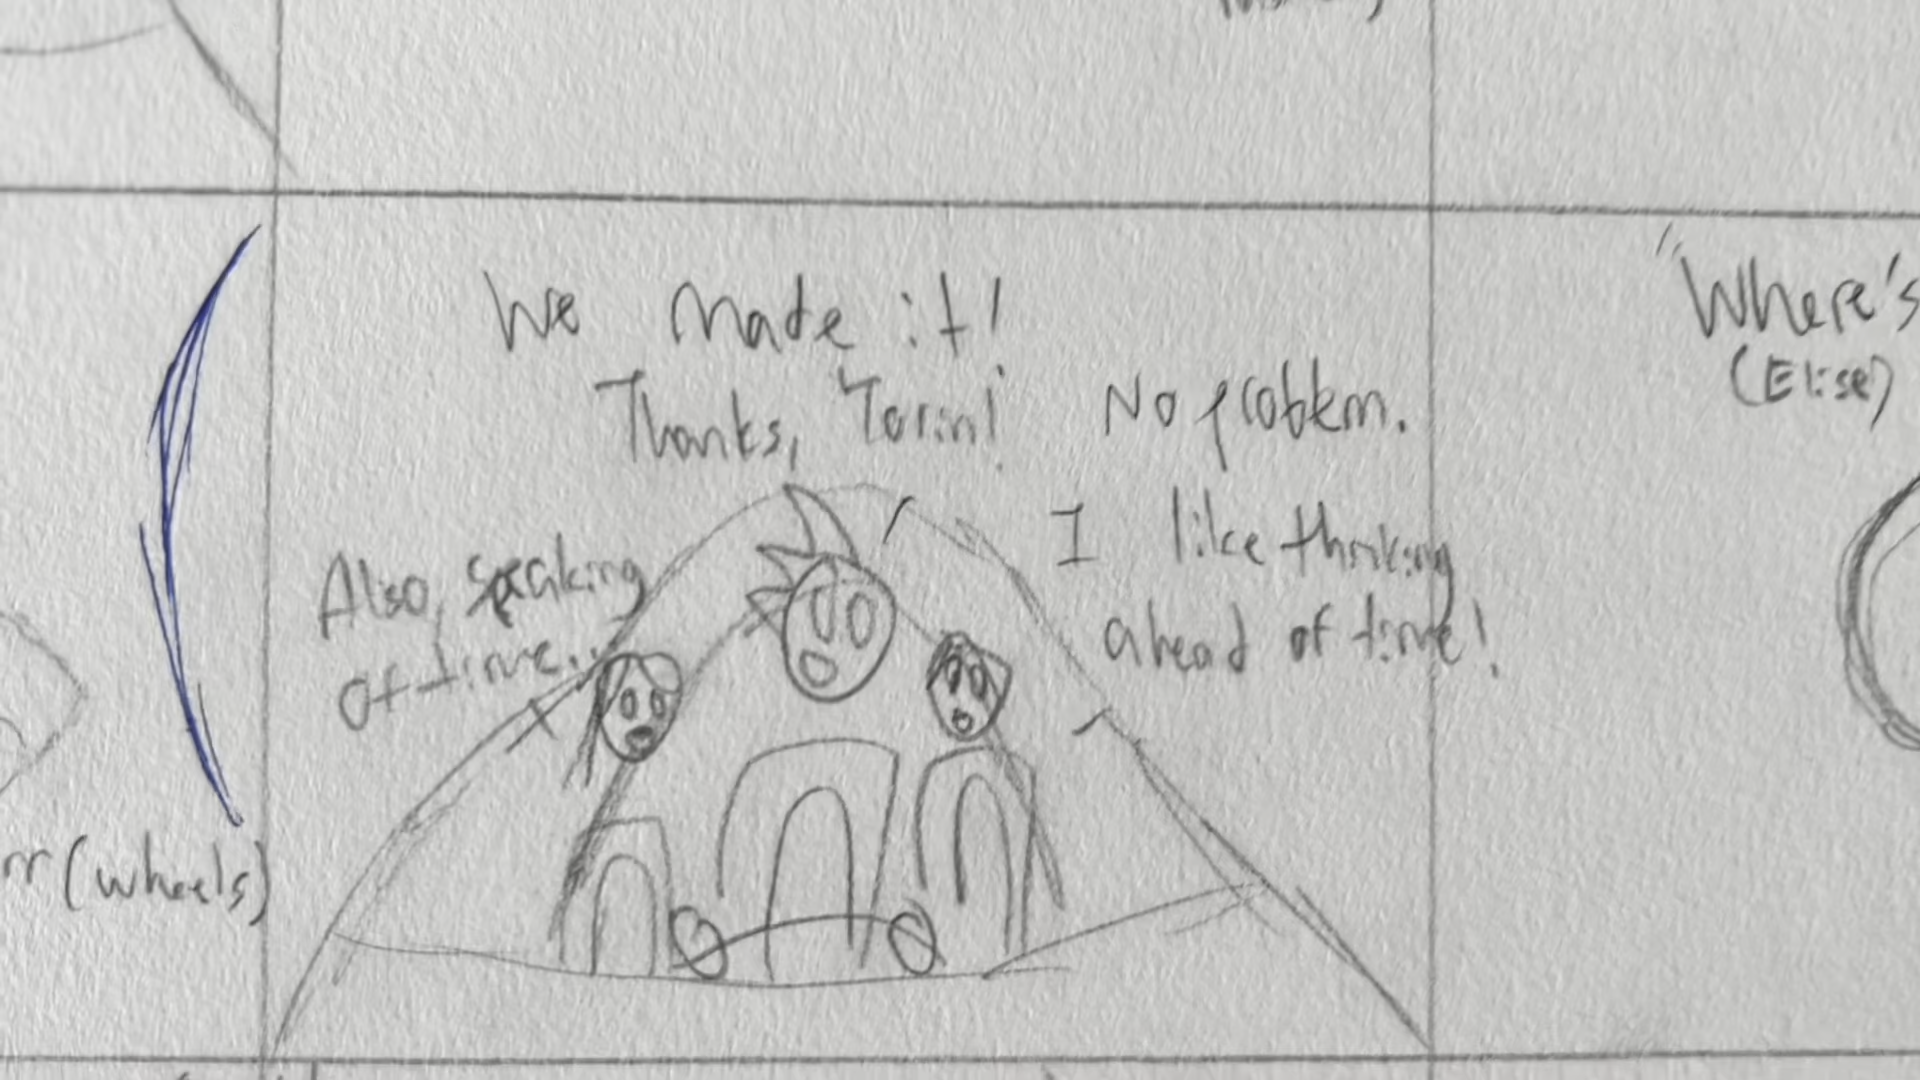 We made it!
Thanks, Torin!
No problem.
I like thinking
ahead of time!
Also, speaking
of time..
"Where's
(Elise)
(wheels)